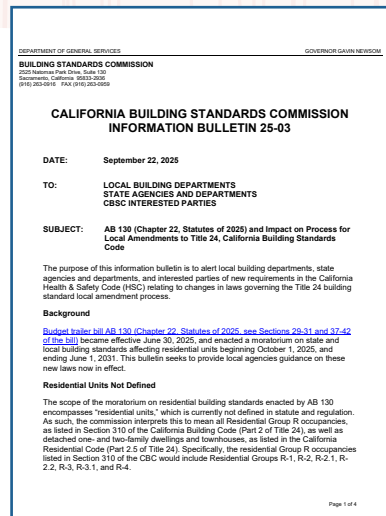 DEPARTMENT OF GENERAL SERVICES GOVERNOR GAVIN NEWSOM
BUILDING STANDARDS COMMISSION
2525 Natomas Park Drive, Suite 130
Sacramento, California 95833-2936
(916) 263-0916 FAX (916) 263-0959
CALIFORNIA BUILDING STANDARDS COMMISSION
INFORMATION BULLETIN 25-03
DATE: September 22, 2025
TO: LOCAL BUILDING DEPARTMENTS
STATE AGENCIES AND DEPARTMENTS
CBSC INTERESTED PARTIES
SUBJECT: AB 130 (Chapter 22, Statutes of 2025) and Impact on Process for
Local Amendments to Title 24, California Building Standards
Code
The purpose of this information bulletin is to alert local building departments, state
agencies and departments, and interested parties of new requirements in the California
Health & Safety Code (HSC) relating to changes in laws governing the Title 24 building
standard local amendment process.
Background
Budget trailer bill AB 130 (Chapter 22, Statutes of 2025, see Sections 29-31 and 37-42
of the bill) became effective June 30, 2025, and enacted a moratorium on state and
local building standards affecting residential units beginning October 1, 2025, and
ending June 1, 2031. This bulletin seeks to provide local agencies guidance on these
new laws now in effect.
Residential Units Not Defined
The scope of the moratorium on residential building standards enacted by AB 130
encompasses "residential units," which is currently not defined in statute and regulation.
As such, the commission interprets this to mean all Residential Group R occupancies,
as listed in Section 310 of the California Building Code (Part 2 of Title 24), as well as
detached one- and two-family dwellings and townhouses, as listed in the California
Residential Code (Part 2.5 of Title 24). Specifically, the residential Group R occupancies
listed in Section 310 of the CBC would include Residential Groups R-1, R-2, R-2.1, R-
2.2, R-3, R-3.1, and R-4.
Page 1 of 4